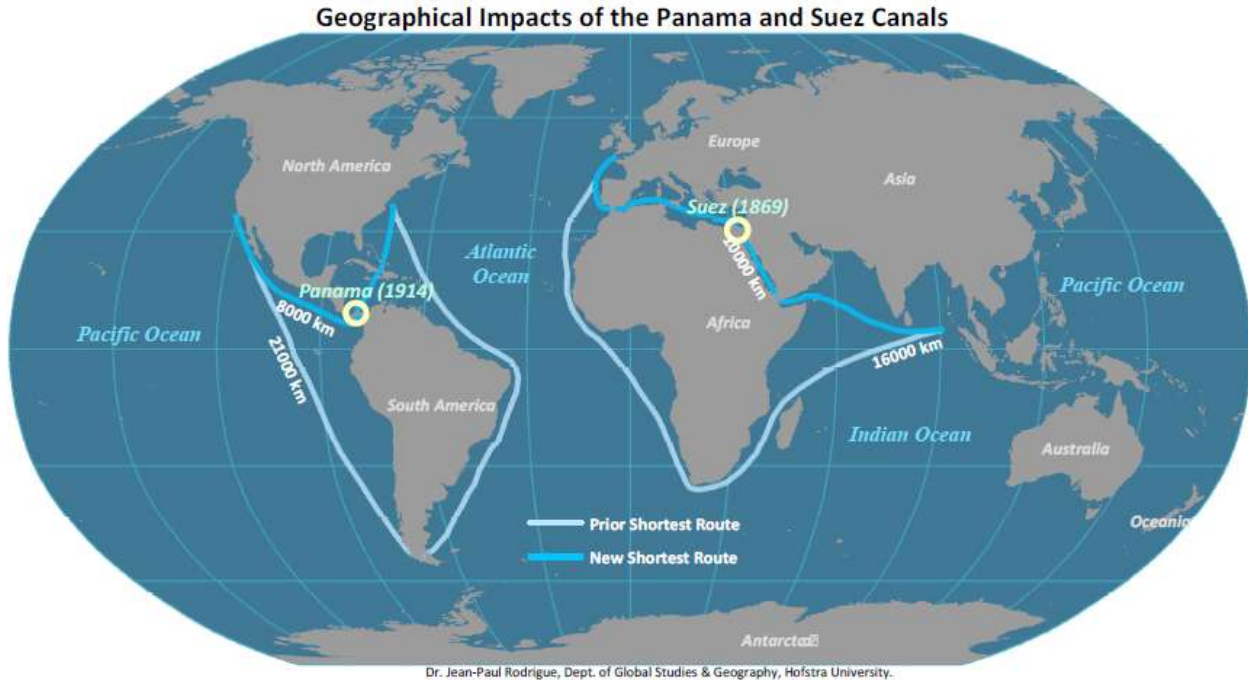 Geographical Impacts of the Panama and Suez Canals
North America
Europe
Asia
Suez (1869)
10000 km
Atlantic
Ocean
Panama (1914)
8000 km
Pacific Ocean
Pacific Ocean
Africa
16000 km
21000 km
South America
Indian Ocean
Australia
Prior Shortest Route
Oceania
New Shortest Route
Dr. Jean-Paul Rodrigue, Dept. of Global Studies & Geography, Hofstra University.